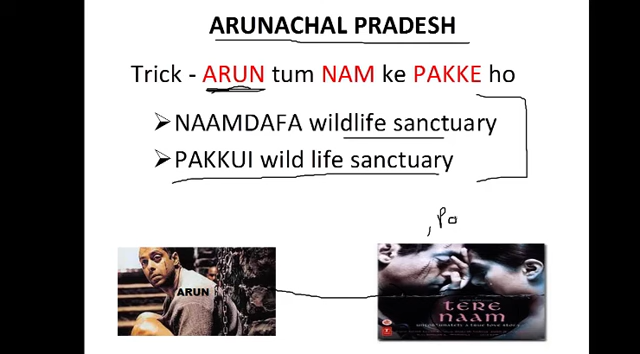 ARUNACHAL PRADESH
Trick - ARUN tum NAM ke PAKKE ho
➢NAAMDAFA wildlife sanctuary
➢PAKKUI wild life sanctuary
, Po
ARUN
TERE
NAAM